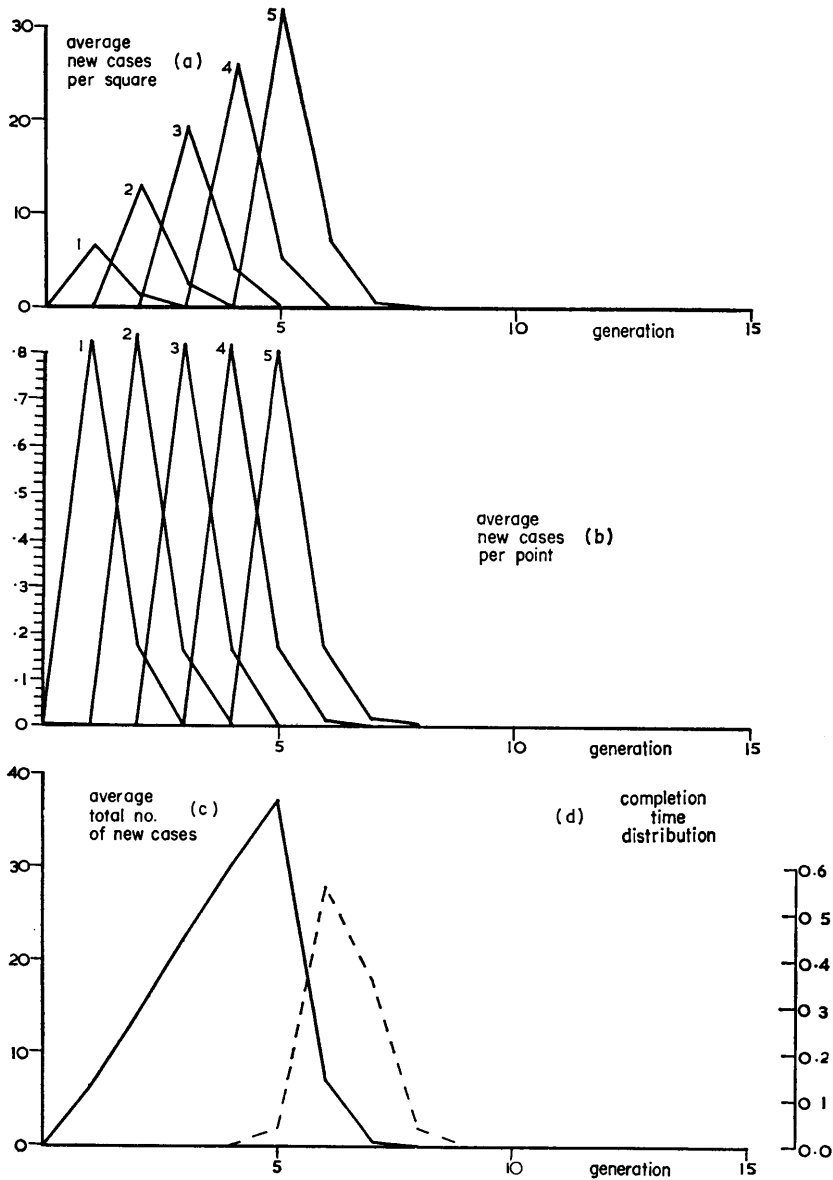 30
20
10
0
average
new cases (a)
per square
1
2
3
4
5
5
10
generation
15
·8
·7
·6
·5
·4
·3
·2
·1
0
1
2
3
4
5
average
new cases (b)
per point
5
10
generation
15
40
30
20
10
0
average
total no. (c)
of new cases
completion
(d) time
distribution
0.6
0 5
0.4
0.3
0.2
0 1
0.0
5
10
generation
15